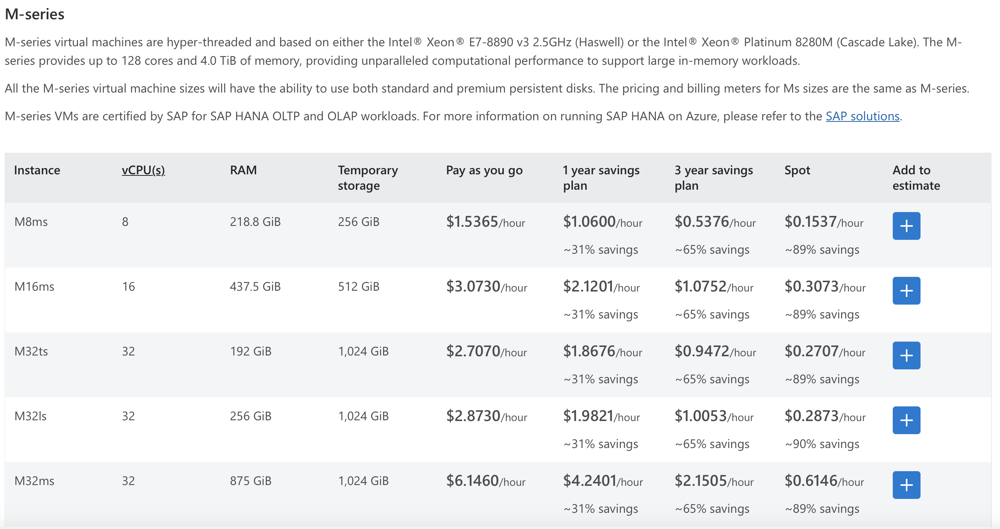 M-series
M-series virtual machines are hyper-threaded and based on either the Intel® Xeon® E7-8890 v3 2.5GHz (Haswell) or the Intel® Xeon® Platinum 8280M (Cascade Lake). The M-
series provides up to 128 cores and 4.0 TiB of memory, providing unparalleled computational performance to support large in-memory workloads.
All the M-series virtual machine sizes will have the ability to use both standard and premium persistent disks. The pricing and billing meters for Ms sizes are the same as M-series.
M-series VMs are certified by SAP for SAP HANA OLTP and OLAP workloads. For more information on running SAP HANA on Azure, please refer to the SAP solutions.
Instance vCPU(s) RAM Temporary storage Pay as you go 1 year savings plan 3 year savings plan Spot Add to estimate
M8ms 8 218.8 GiB 256 GiB $1.5365/hour $1.0600/hour $0.5376/hour $0.1537/hour +
~31% savings ~65% savings ~89% savings
M16ms 16 437.5 GiB 512 GiB $3.0730/hour $2.1201/hour $1.0752/hour $0.3073/hour +
~31% savings ~65% savings ~89% savings
M32ts 32 192 GiB 1,024 GiB $2.7070/hour $1.8676/hour $0.9472/hour $0.2707/hour +
~31% savings ~65% savings ~89% savings
M32ls 32 256 GiB 1,024 GiB $2.8730/hour $1.9821/hour $1.0053/hour $0.2873/hour +
~31% savings ~65% savings ~90% savings
M32ms 32 875 GiB 1,024 GiB $6.1460/hour $4.2401/hour $2.1505/hour $0.6146/hour +
~31% savings ~65% savings ~89% savings